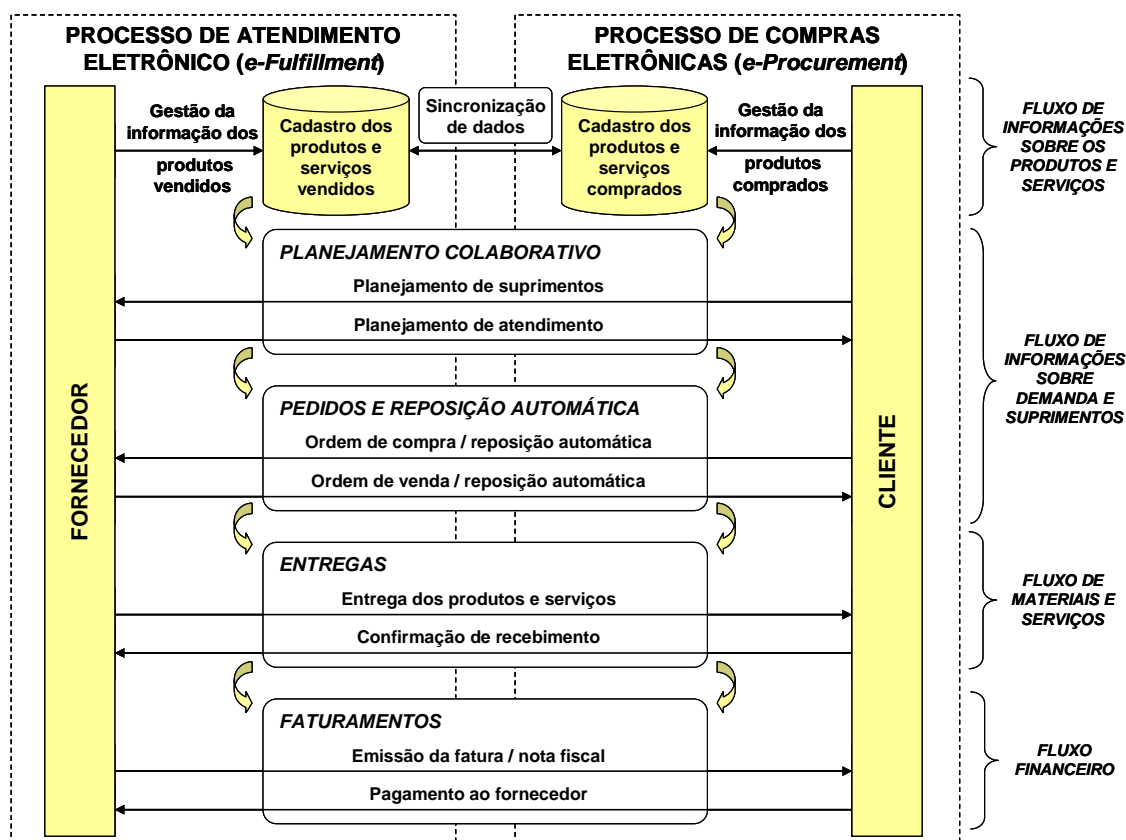 PROCESSO DE ATENDIMENTO
ELETRÔNICO (e-Fulfillment)
PROCESSO DE COMPRAS
ELETRÔNICAS (e-Procurement)
Gestão da
informação dos
produtos
vendidos
Cadastro dos
produtos e
serviços
vendidos
Sincronização
de dados
Cadastro dos
produtos e
serviços
comprados
Gestão da
informação dos
produtos
comprados
FLUXO DE
INFORMAÇÕES
SOBRE OS
PRODUTOS E
SERVIÇOS
FORNECEDOR
CLIENTE
PLANEJAMENTO COLABORATIVO
Planejamento de suprimentos
Planejamento de atendimento
PEDIDOS E REPOSIÇÃO AUTOMÁTICA
Ordem de compra / reposição automática
Ordem de venda / reposição automática
FLUXO DE
INFORMAÇÕES
SOBRE
DEMANDA E
SUPRIMENTOS
ENTREGAS
Entrega dos produtos e serviços
Confirmação de recebimento
FLUXO DE
MATERIAIS E
SERVIÇOS
FATURAMENTOS
Emissão da fatura / nota fiscal
Pagamento ao fornecedor
FLUXO
FINANCEIRO